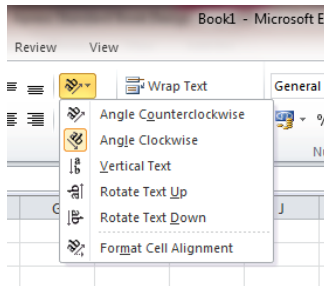 Book1 - Microsoft E
Review View
Wrap Text General
Angle Counterclockwise
Angle Clockwise
Vertical Text
Rotate Text Up
Rotate Text Down
Format Cell Alignment
%
G J